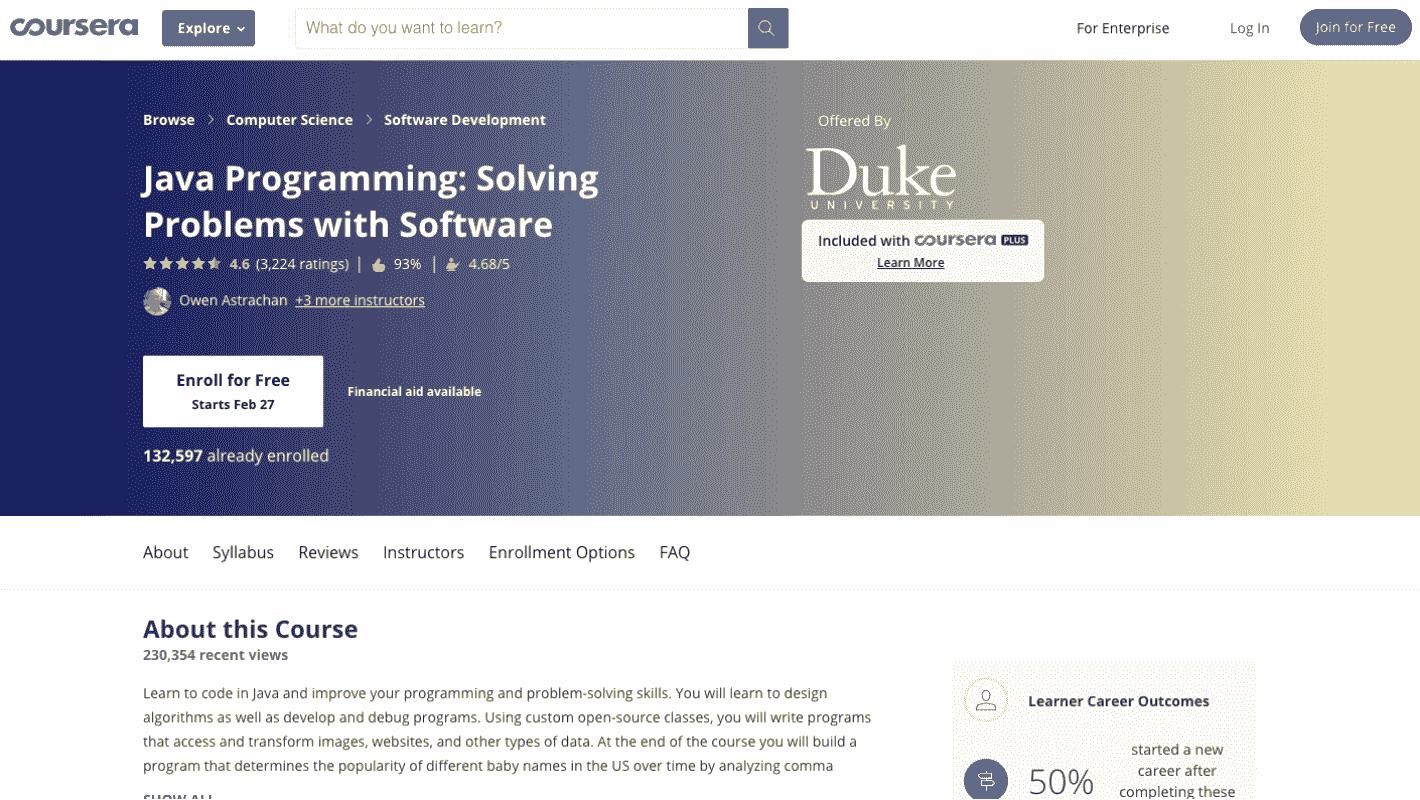 coursera
Explore
What do you want to learn?
For Enterprise
Log In
Join for Free
Browse > Computer Science > Software Development
Java Programming: Solving
Problems with Software
4.6 (3,224 ratings) | 93% | 4.68/5
Owen Astrachan +3 more instructors
Enroll for Free
Starts Feb 27
Financial aid available
132,597 already enrolled
Offered By
Duke
UNIVERSITY
Included with coursera PLUS
Learn More
About Syllabus Reviews Instructors Enrollment Options FAQ
About this Course
230,354 recent views
Learn to code in Java and improve your programming and problem-solving skills. You will learn to design
algorithms as well as develop and debug programs. Using custom open-source classes, you will write programs
that access and transform images, websites, and other types of data. At the end of the course you will build a
program that determines the popularity of different baby names in the US over time by analyzing comma
SHOW ALL
Learner Career Outcomes
50%
started a new
career after
completing these